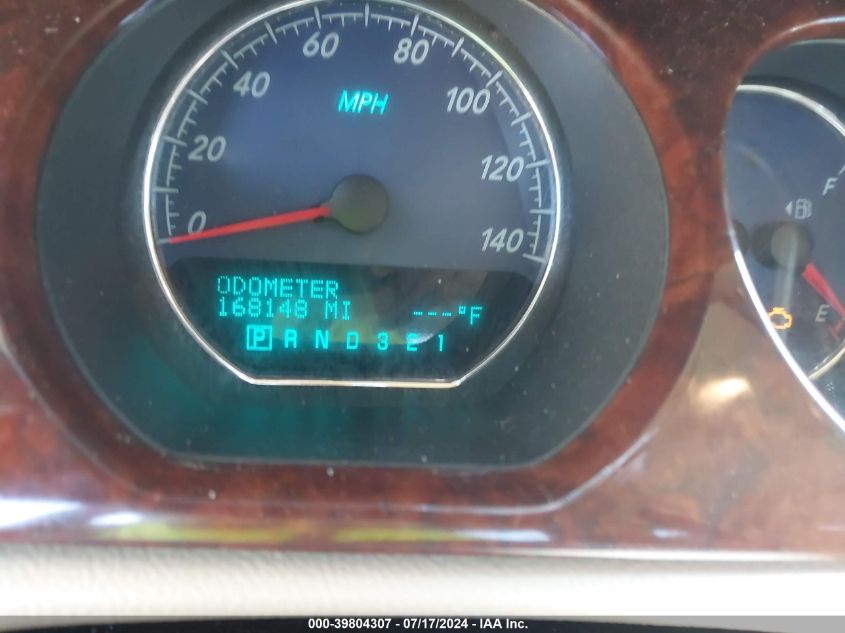 0 20 40 60 80 100 120 140
MPH
ODOMETER
168148 MI ---°F
P R N D 3 2 1
F
E
000-39804307 - 07/17/2024 - IAA Inc.